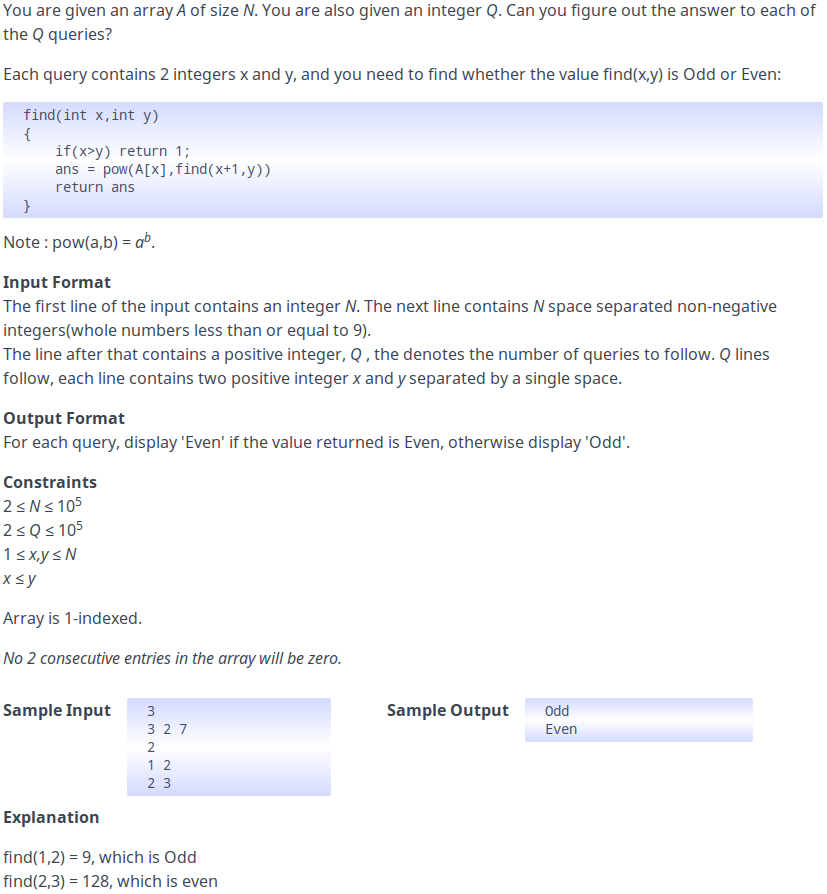 You are given an array A of size N. You are also given an integer Q. Can you figure out the answer to each of
the Q queries?
Each query contains 2 integers x and y, and you need to find whether the value find(x,y) is Odd or Even:
find(int x,int y)
{
    if(x>y) return 1;
    ans = pow(A[x],find(x+1,y))
    return ans
}
Note : pow(a,b) = a^b.
Input Format
The first line of the input contains an integer N. The next line contains N space separated non-negative
integers(whole numbers less than or equal to 9).
The line after that contains a positive integer, Q , the denotes the number of queries to follow. Q lines
follow, each line contains two positive integer x and y separated by a single space.
Output Format
For each query, display 'Even' if the value returned is Even, otherwise display 'Odd'.
Constraints
2 ≤ N ≤ 10^5
2 ≤ Q ≤ 10^5
1 ≤ x,y ≤ N
x ≤ y
Array is 1-indexed.
No 2 consecutive entries in the array will be zero.
Sample Input
3
3 2 7
2
1 2
2 3
Sample Output
Odd
Even
Explanation
find(1,2) = 9, which is Odd
find(2,3) = 128, which is even